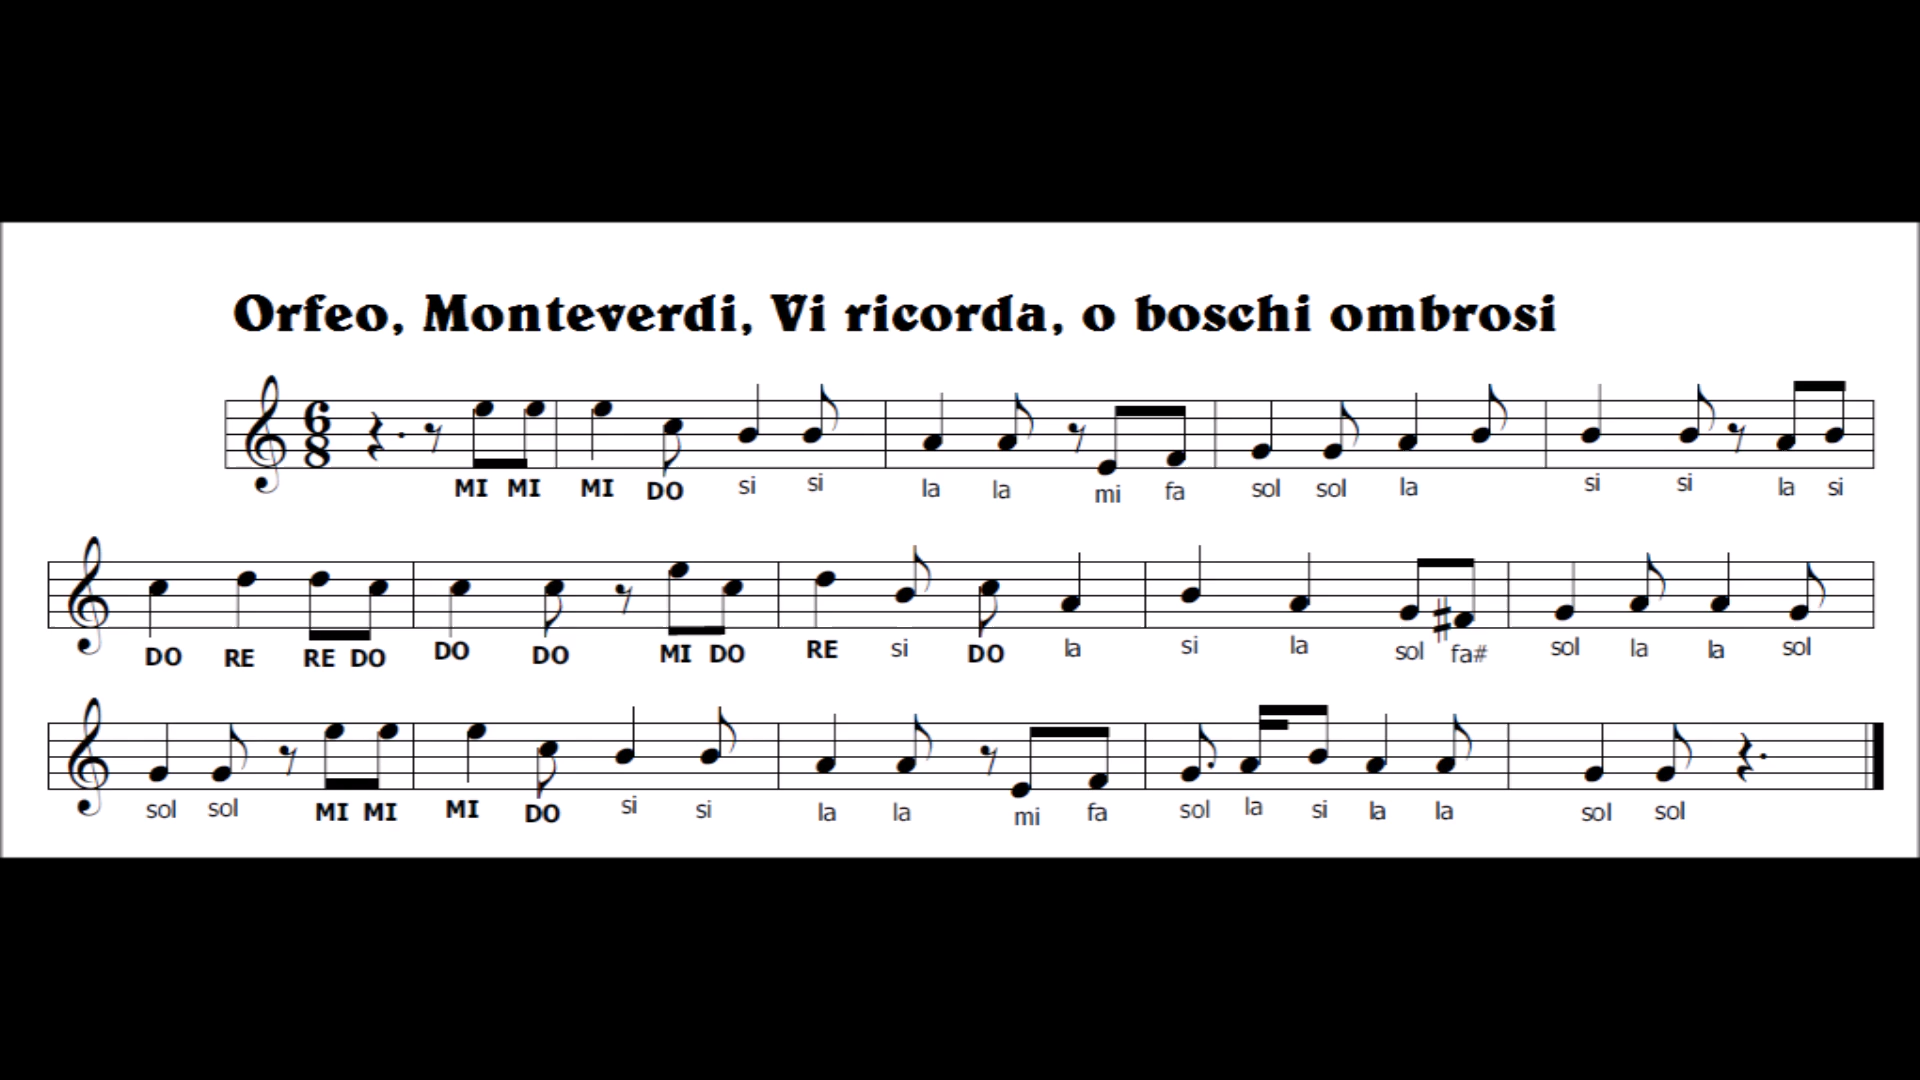 Orfeo, Monteverdi, Vi ricorda, o boschi ombrosi
6
8
MI MI MI DO si si la la mi fa sol sol la si si la si
DO RE RE DO DO DO MI DO RE si DO la si la sol fa# sol la la sol
sol sol MI MI MI DO si si la la mi fa sol la si la la sol sol